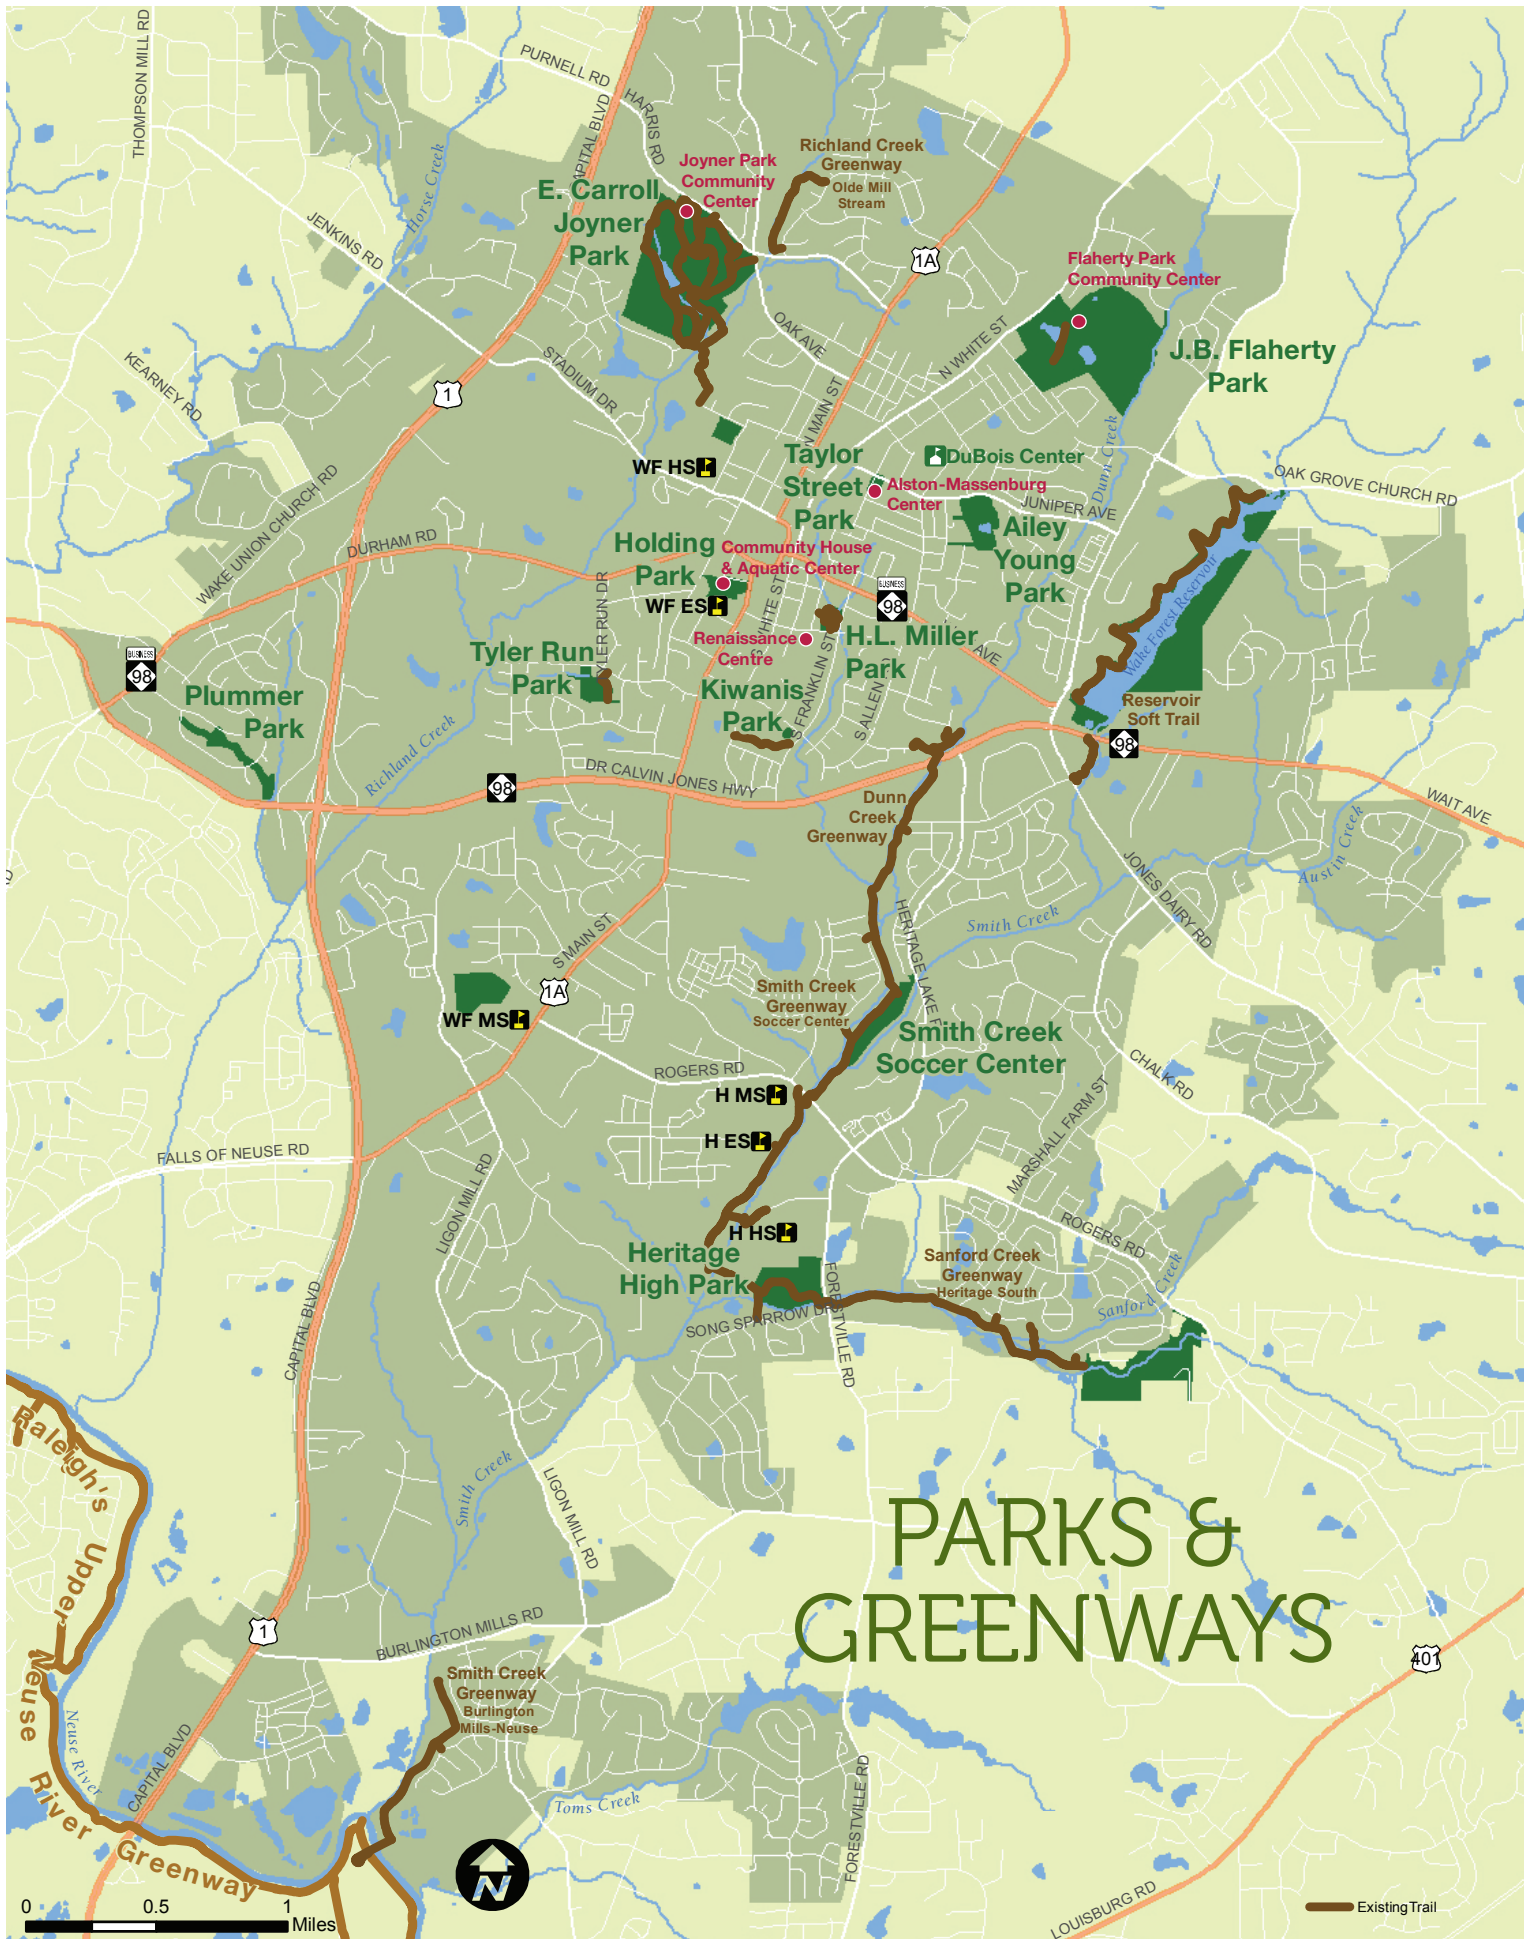 THOMPSON MILL RD
PURNELL RD
HARRIS RD
CAPITAL BLVD
Horse Creek
JENKINS RD
Richland Creek
Greenway
Olde Mill
Stream
Joyner Park
Community
Center
E. Carroll
Joyner
Park
1A
Flaherty Park
Community Center
J.B. Flaherty
Park
OAK AVE
N WHITE ST
STADIUM DR
KEARNEY RD
1
N MAIN ST
Dunn Creek
WF HS
Taylor
Street
Park
DuBois Center
Alston-Massenburg
Center
JUNIPER AVE
OAK GROVE CHURCH RD
WAKE UNION CHURCH RD
DURHAM RD
Ailey
Young
Park
Holding
Park
Community House
& Aquatic Center
WF ES
TYLER RUN DR
S WHITE ST
BUSINESS
98
Wake Forest Reservoir
Renaissance
Centre
H.L. Miller
Park
AVE
Tyler Run
Park
BUSINESS
98
Plummer
Park
Kiwanis
Park
S FRANKLIN ST
S ALLEN
Reservoir
Soft Trail
98
Richland Creek
98
DR CALVIN JONES HWY
Dunn
Creek
Greenway
WAIT AVE
Austin Creek
JONES DAIRY RD
HERITAGE LAKE R
Smith Creek
S MAIN ST
1A
WF MS
Smith Creek
Greenway
Soccer Center
Smith Creek
Soccer Center
ROGERS RD
CHALK RD
H MS
H ES
MARSHALL FARM ST
FALLS OF NEUSE RD
LIGON MILL RD
H HS
ROGERS RD
Heritage
High Park
Sanford Creek
Greenway
Heritage South
Sanford Creek
SONG SPARROW DR
FORESTVILLE RD
CAPITAL BLVD
Raleigh's
Upper
Neuse
River
Greenway
Smith Creek
LIGON MILL RD
PARKS &
GREENWAYS
1
BURLINGTON MILLS RD
401
Smith Creek
Greenway
Burlington
Mills-Neuse
Neuse River
CAPITAL BLVD
Toms Creek
FORESTVILLE RD
LOUISBURG RD
N
0 0.5 1
Miles
Existing Trail